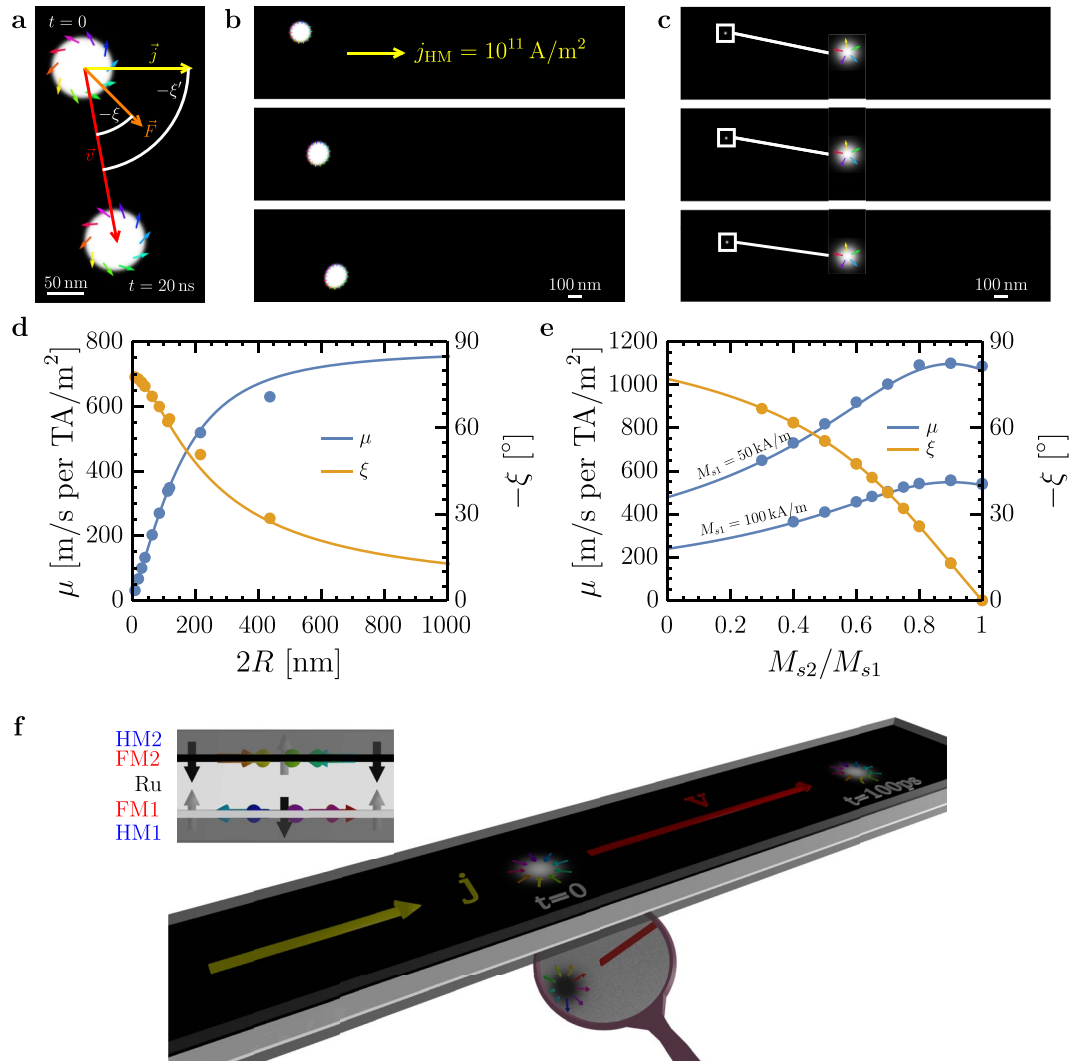 a
t = 0
j⃗
−ξ′
−ξ
F⃗
v⃗
50 nm
t = 20 ns
b
j_HM = 10^11 A/m^2
100 nm
c
100 nm
d
μ [m/s per TA/m^2]
800
600
400
200
0
90
60
30
0
−ξ [°]
μ
ξ
0 200 400 600 800 1000
2R [nm]
e
μ [m/s per TA/m^2]
1200
1000
800
600
400
200
0
90
60
30
0
−ξ [°]
μ
ξ
M_s1 = 50 kA/m
M_s1 = 100 kA/m
0 0.2 0.4 0.6 0.8 1
M_s2/M_s1
f
HM2
FM2
Ru
FM1
HM1
j
t=0
v
t=100ps